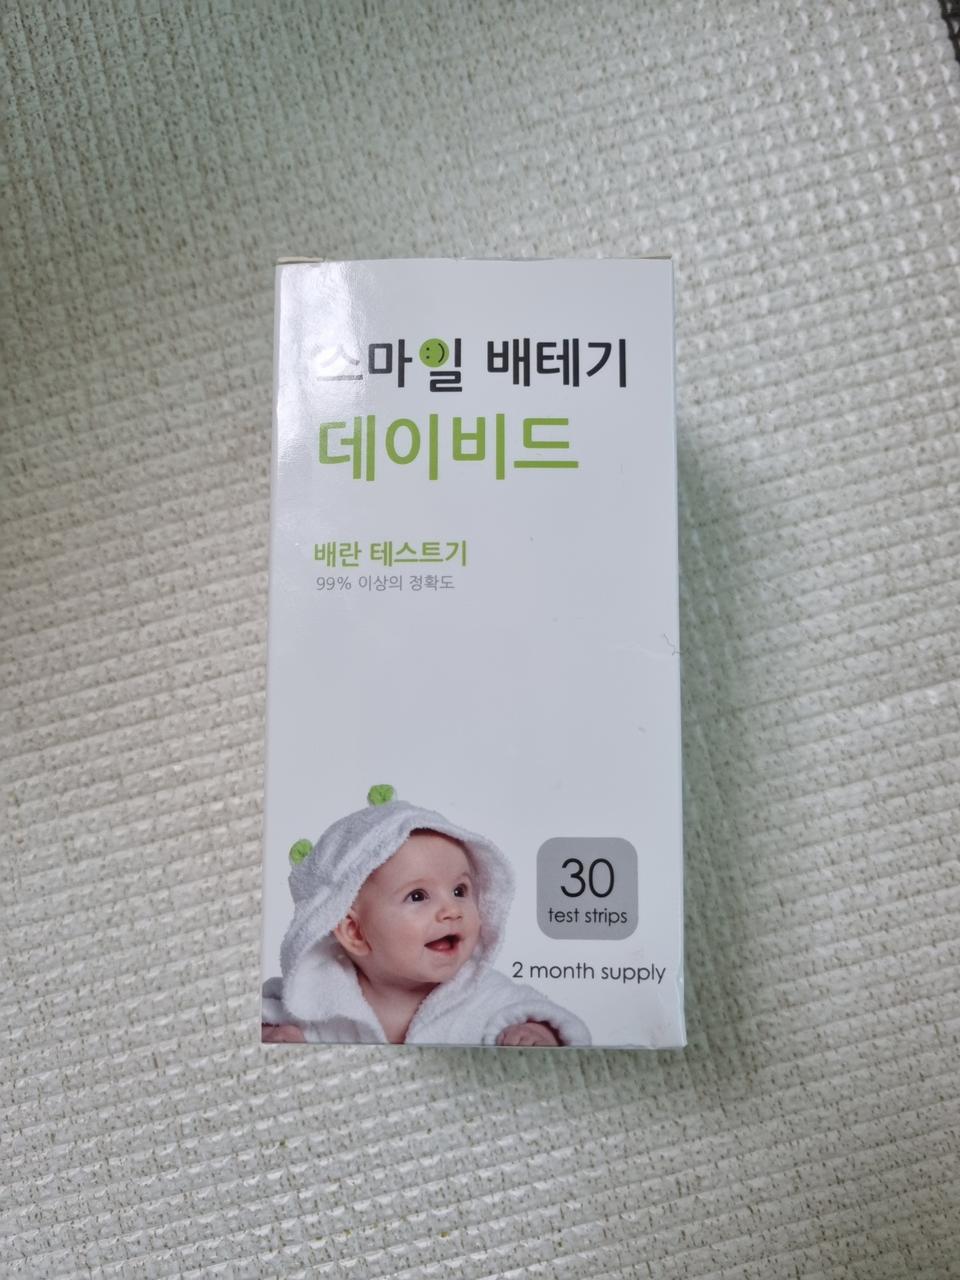 스마일 배테기
데이비드
배란 테스트기
99% 이상의 정확도
30
test strips
2 month supply